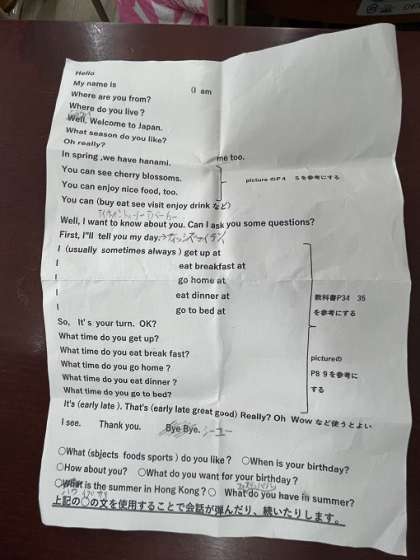 Hello
My name is
0 am
Where are you from?
Where do you live ?
Well, Welcome to Japan.
What season do you like?
Oh really?
In spring ,we have hanami. me too.
You can see cherry blossoms.
picture のP4 5を参考にする
You can enjoy nice food, too.
You can (buy eat see visit enjoy drink など)
Well, I want to know about you. Can I ask you some questions?
First, I"ll tell you my day.
I (usually sometimes always ) get up at
I eat breakfast at
I go home at
I eat dinner at
教科書P34 35
を参考にする
I go to bed at
So, It's your turn. OK?
What time do you get up?
What time do you eat break fast?
What time do you go home ?
What time do you eat dinner ?
What time do you go to bed?
pictureの
P8 9を参考に
する
It's (early late ). That's (early late great good) Really? Oh Wow など使うとよい
I see. Thank you. Bye Bye. シーユー
○What (sbjects foods sports ) do you like? ○When is your birthday?
○How about you? ○What do you want for your birthday?
○What is the summer in Hong Kong? ○ What do you have in summer?
上記の○の文を使用することで会話が弾んだり、続いたりします。